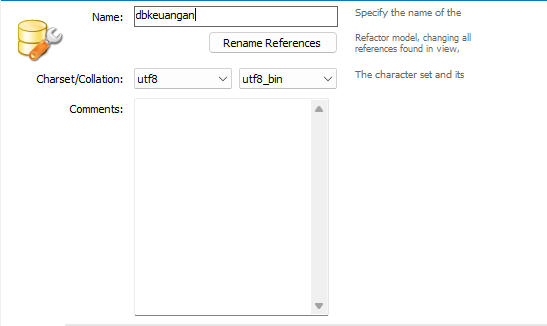 Name: dbkeuangan Specify the name of the
Rename References Refactor model, changing all
references found in view,
Charset/Collation: utf8 utf8_bin The character set and its
Comments: